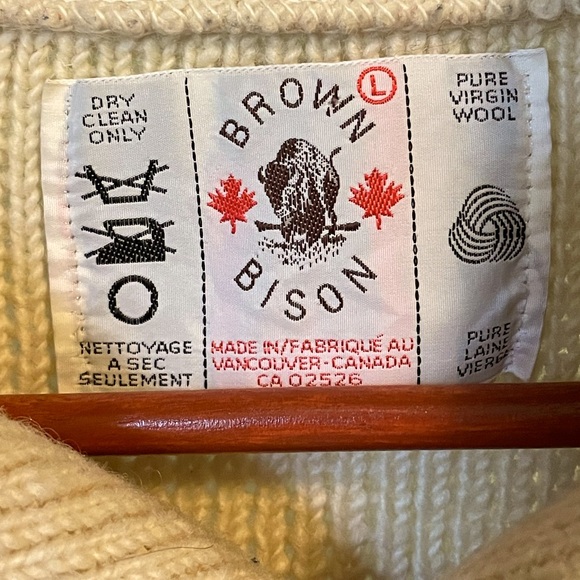 DRY
CLEAN
ONLY
NETTOYAGE
A SEC
SEULEMENT
L
BROWN
BISON
MADE IN/FABRIQUÉ AU
VANCOUVER-CANADA
CA 02526
PURE
VIRGIN
WOOL
PURE
LAINE
VIERGE